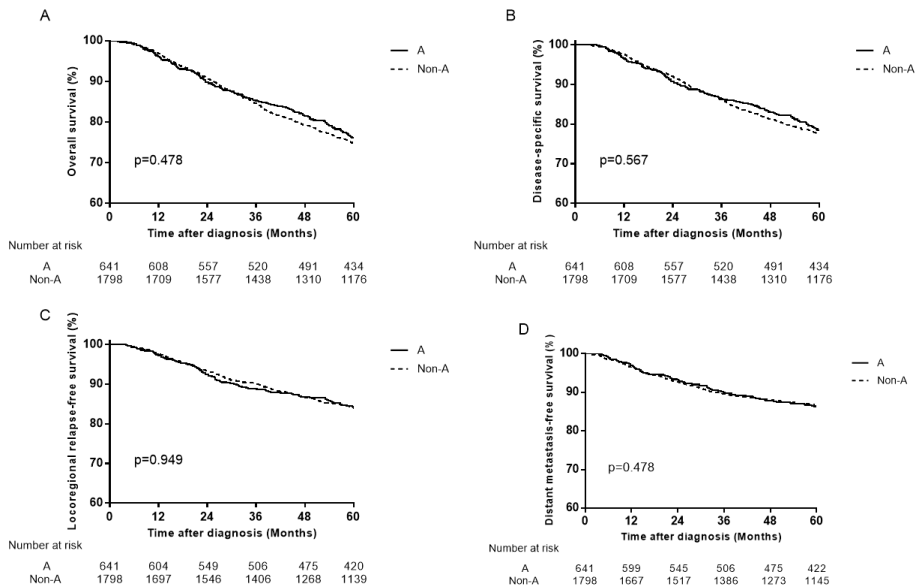 A
Overall survival (%)
100
90
80
70
60
0 12 24 36 48 60
Time after diagnosis (Months)
p=0.478
A
Non-A
Number at risk
A 641 608 557 520 491 434
Non-A 1798 1709 1577 1438 1310 1176
B
Disease-specific survival (%)
100
90
80
70
60
0 12 24 36 48 60
Time after diagnosis (Months)
p=0.567
A
Non-A
Number at risk
A 641 608 557 520 491 434
Non-A 1798 1709 1577 1438 1310 1176
C
Locoregional relapse-free survival (%)
100
90
80
70
60
0 12 24 36 48 60
Time after diagnosis (Months)
p=0.949
A
Non-A
Number at risk
A 641 604 549 506 475 420
Non-A 1798 1697 1546 1406 1268 1139
D
Distant metastasis-free survival (%)
100
90
80
70
60
0 12 24 36 48 60
Time after diagnosis (Months)
p=0.478
A
Non-A
Number at risk
A 641 599 545 506 475 422
Non-A 1798 1667 1517 1386 1273 1145